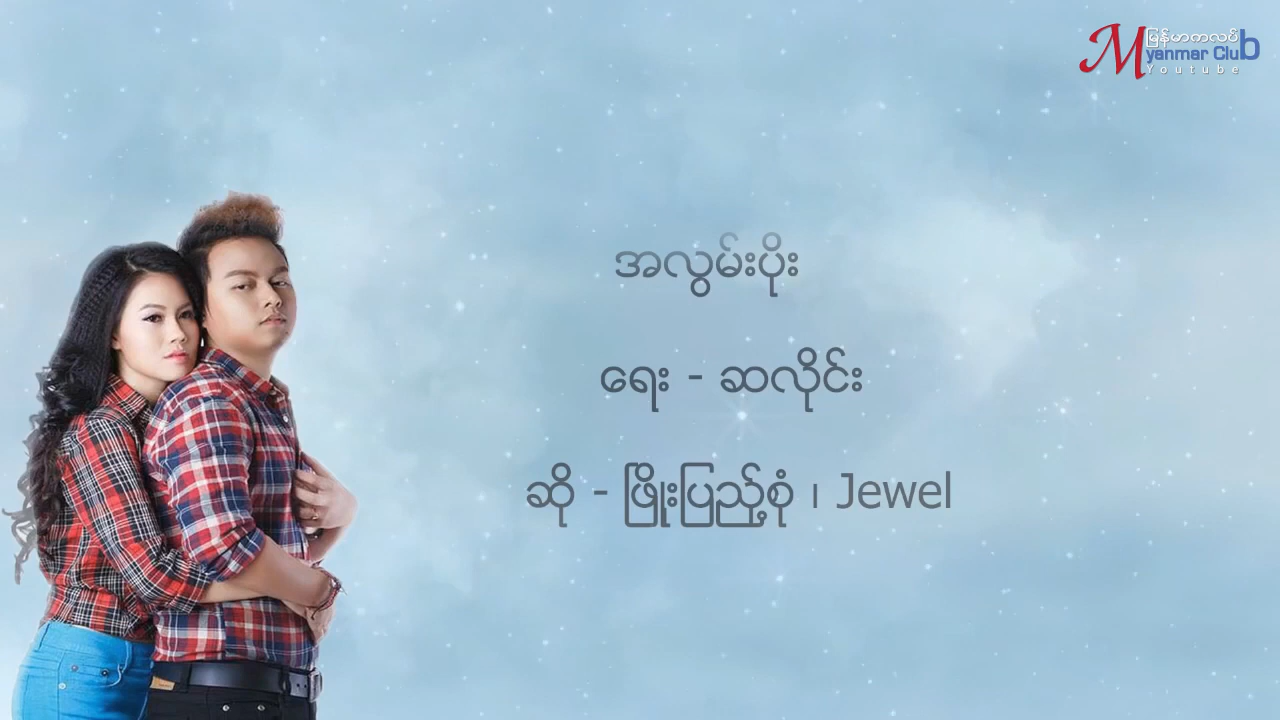 မြန်မာကလပ်
Myanmar Club
Youtube
အလွမ်းပိုး
ရေး - ဆလိုင်း
ဆို - ဖြိုးပြည့်စုံ ၊ Jewel